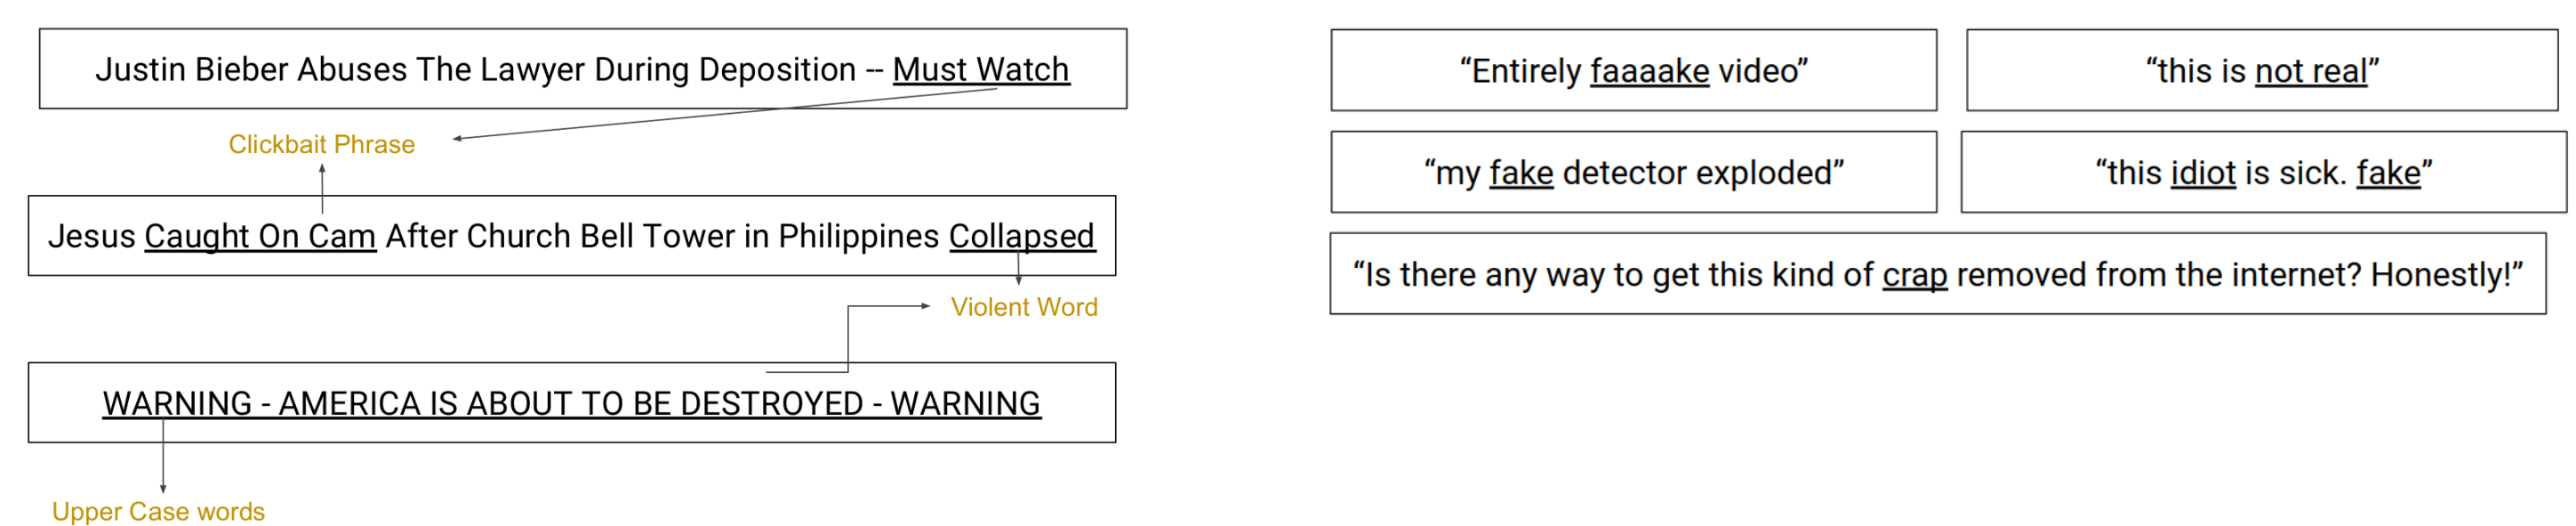 Justin Bieber Abuses The Lawyer During Deposition -- Must Watch
Clickbait Phrase
Jesus Caught On Cam After Church Bell Tower in Philippines Collapsed
Violent Word
WARNING - AMERICA IS ABOUT TO BE DESTROYED - WARNING
Upper Case words
“Entirely faaaake video”
“this is not real”
“my fake detector exploded”
“this idiot is sick. fake”
“Is there any way to get this kind of crap removed from the internet? Honestly!”